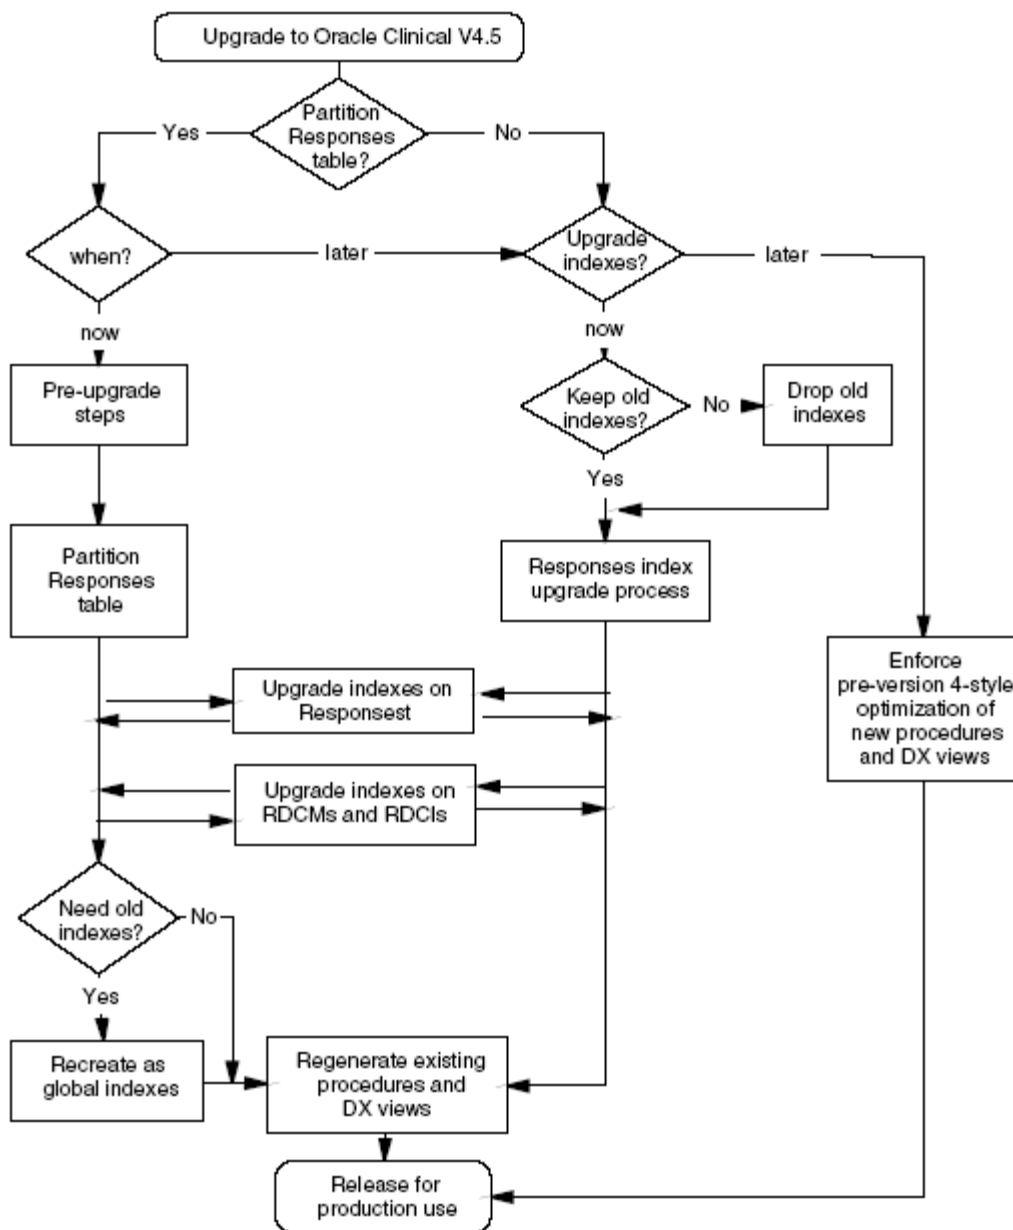 Upgrade to Oracle Clinical V4.5
Partition
Responses
table?
Yes
No
when?
later
Upgrade
indexes?
later
now
now
Pre-upgrade
steps
Keep old
indexes?
No
Drop old
indexes
Yes
Partition
Responses
table
Responses index
upgrade process
Enforce
pre-version 4-style
optimization of
new procedures
and DX views
Upgrade indexes on
Responsest
Upgrade indexes on
RDCMs and RDCIs
Need old
indexes?
No
Yes
Recreate as
global indexes
Regenerate existing
procedures and
DX views
Release for
production use